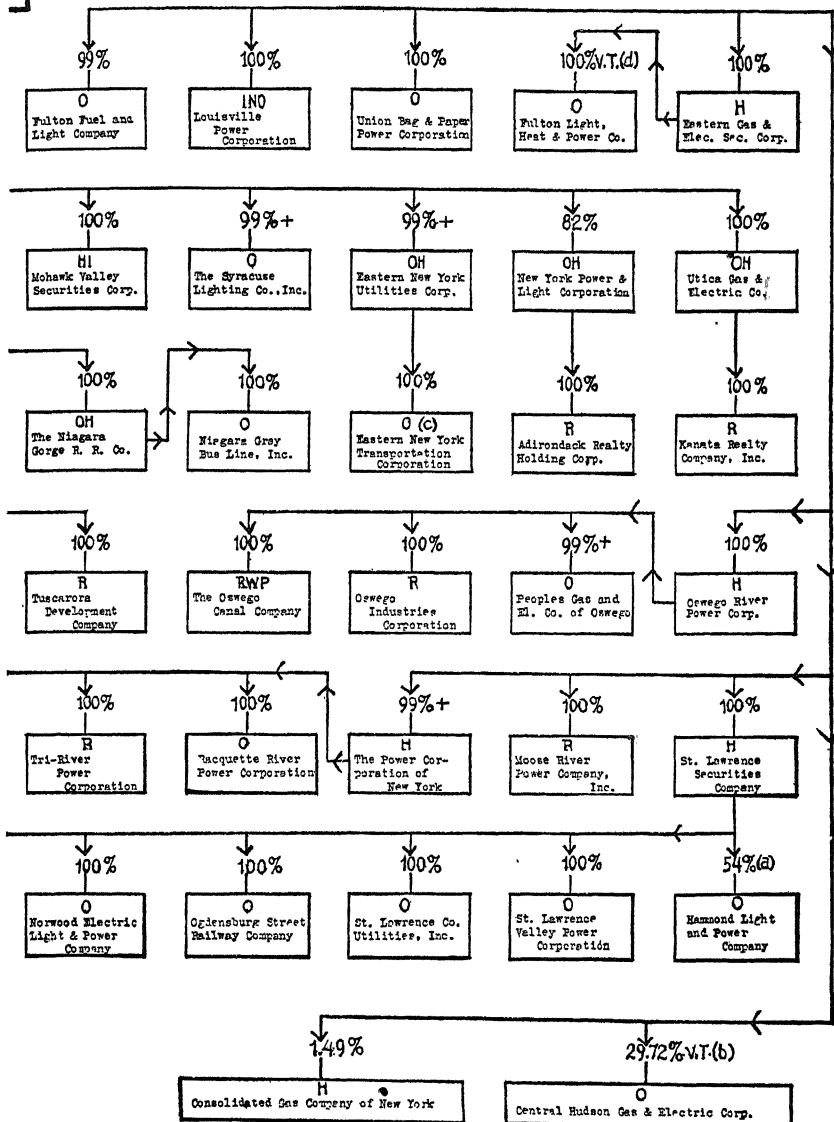 99%
100%
100%
100% V.T.(d)
100%
O
Fulton Fuel and
Light Company
INO
Louisville
Power
Corporation
O
Union Bag & Paper
Power Corporation
O
Fulton Light,
Heat & Power Co.
H
Eastern Gas &
Elec. Sec. Corp.
100%
99%+
99%+
82%
100%
HI
Mohawk Valley
Securities Corp.
O
The Syracuse
Lighting Co., Inc.
OH
Eastern New York
Utilities Corp.
OH
New York Power &
Light Corporation
OH
Utica Gas &
Electric Co.
100%
100%
100%
100%
100%
OH
The Niagara
Gorge R. R. Co.
O
Niagara Gray
Bus Line, Inc.
O (c)
Eastern New York
Transportation
Corporation
R
Adirondack Realty
Holding Corp.
R
Kanata Realty
Company, Inc.
100%
100%
100%
99%+
100%
R
Tuscarora
Development
Company
RWP
The Oswego
Canal Company
R
Oswego
Industries
Corporation
O
Peoples Gas and
El. Co. of Oswego
H
Oswego River
Power Corp.
100%
100%
99%+
100%
100%
R
Tri-River
Power
Corporation
O
Racquette River
Power Corporation
H
The Power Cor-
poration of
New York
R
Moose River
Power Company,
Inc.
H
St. Lawrence
Securities
Company
100%
100%
100%
100%
54%(a)
O
Norwood Electric
Light & Power
Company
O
Ogdensburg Street
Railway Company
O
St. Lawrence Co.
Utilities, Inc.
O
St. Lawrence
Valley Power
Corporation
O
Hammond Light
and Power
Company
1.49%
29.72% V.T.(b)
H
Consolidated Gas Company of New York
O
Central Hudson Gas & Electric Corp.